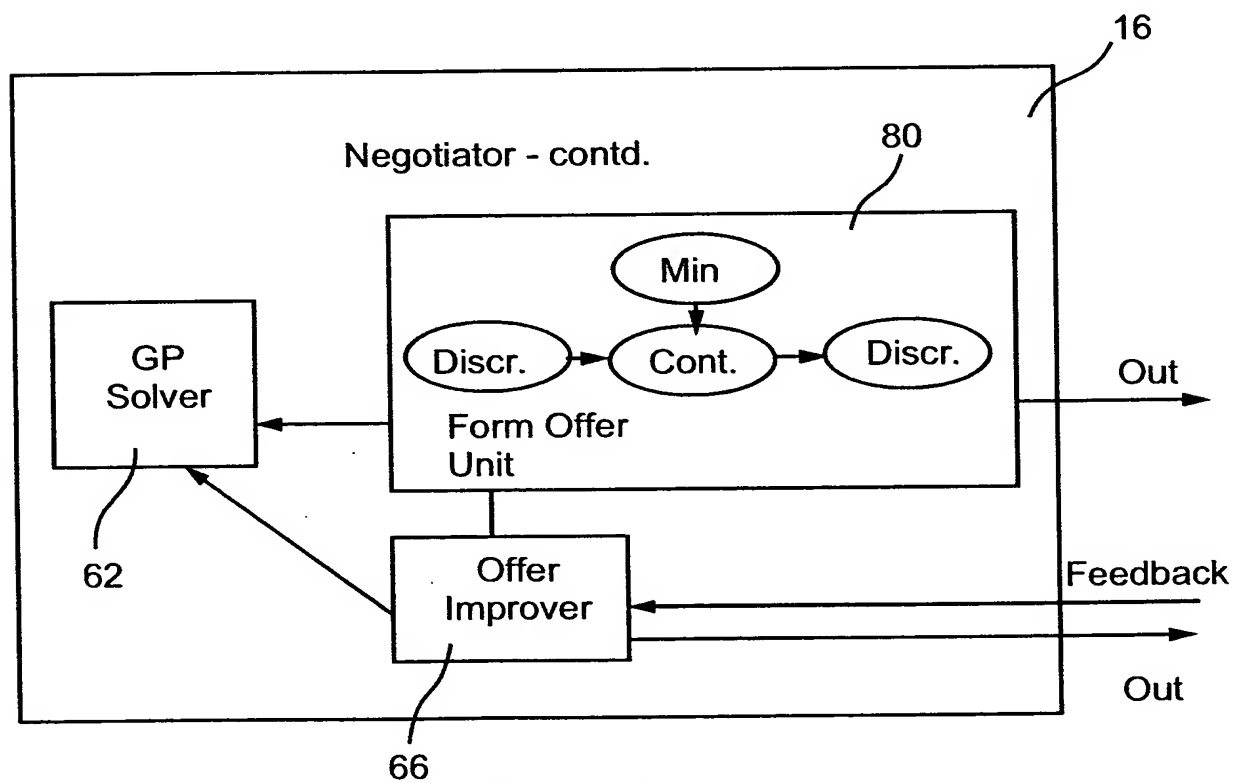 16
Negotiator - contd.
80
Min
Discr.
Cont.
Discr.
GP
Solver
Out
Form Offer
Unit
62
Offer
Improver
Feedback
Out
66